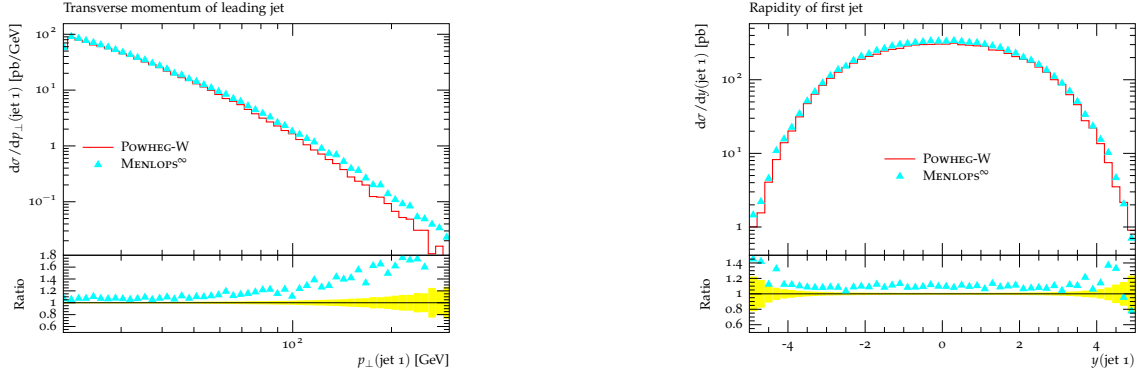 Transverse momentum of leading jet
10²
10¹
1
10⁻¹
dσ/dp⊥(jet 1) [pb/GeV]
Powheg-W
Menlops∞
1.8
1.6
1.4
1.2
1
0.8
0.6
Ratio
10²
p⊥(jet 1) [GeV]
Rapidity of first jet
10²
10¹
1
dσ/dy(jet 1) [pb]
Powheg-W
Menlops∞
1.4
1.2
1
0.8
0.6
Ratio
-4 -2 0 2 4
y(jet 1)